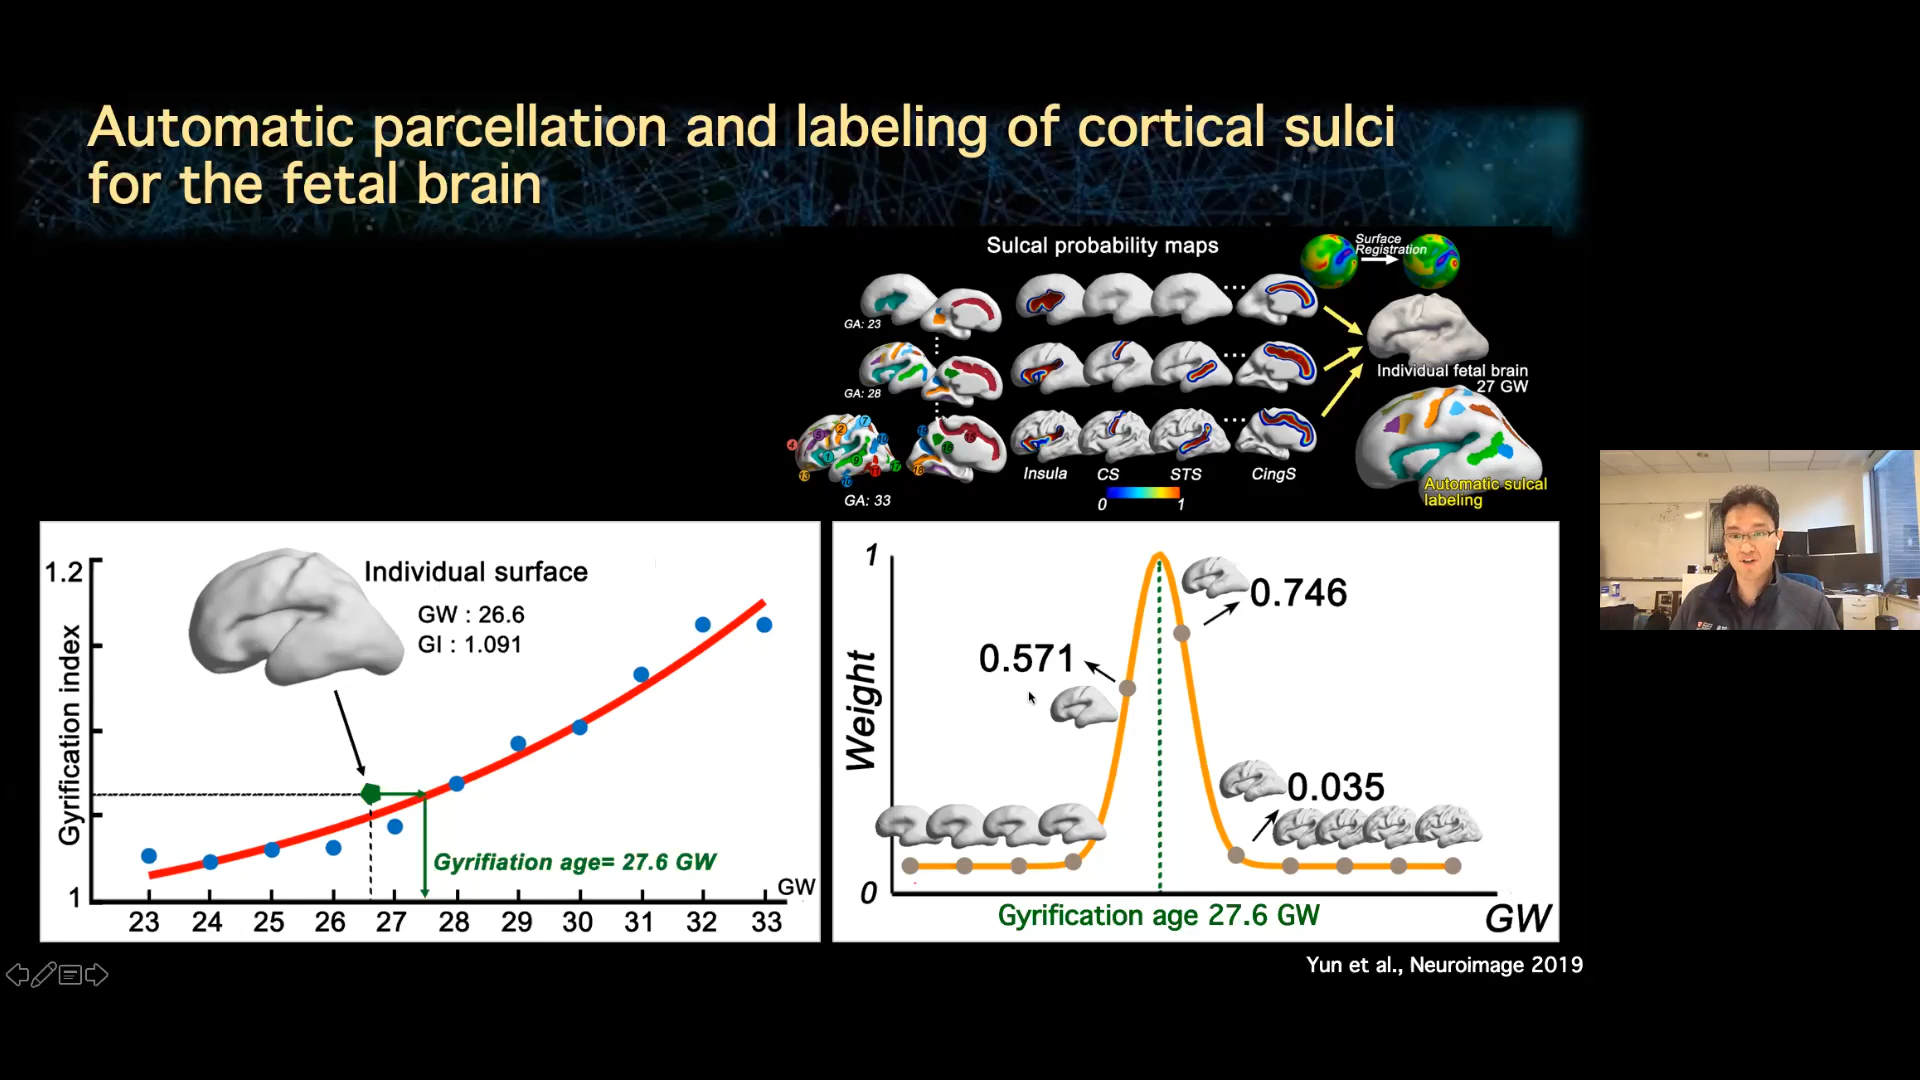 Automatic parcellation and labeling of cortical sulci
for the fetal brain
Sulcal probability maps
Surface
Registration
GA: 23
GA: 28
GA: 33
Insula
CS
STS
CingS
0
1
Individual fetal brain
27 GW
Automatic sulcal
labeling
1.2
Gyrification index
1
Individual surface
GW : 26.6
GI : 1.091
Gyrifiation age= 27.6 GW
GW
23 24 25 26 27 28 29 30 31 32 33
1
Weight
0
0.571
0.746
0.035
Gyrification age 27.6 GW
GW
Yun et al., Neuroimage 2019